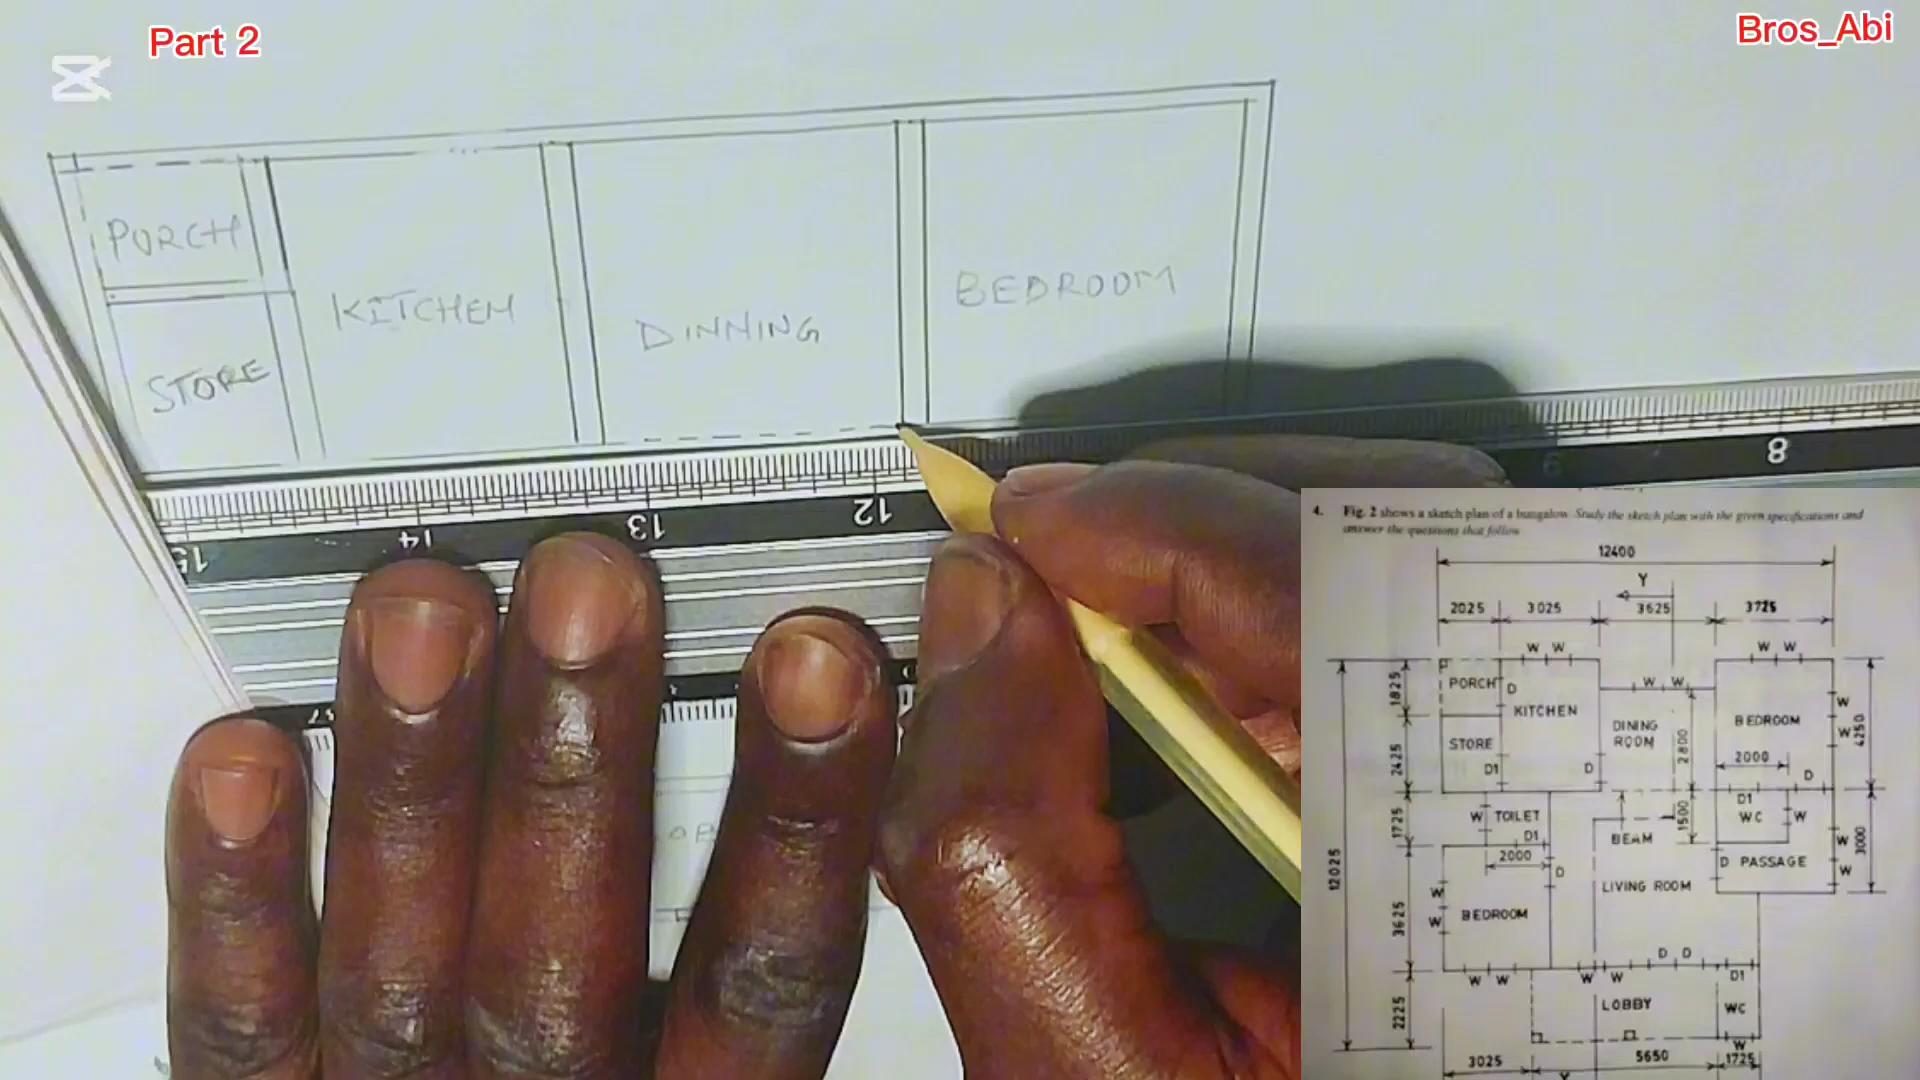 Part 2
Bros_Abi
PORCH
KITCHEN
DINNING
BEDROOM
STORE
15
14
13
12
8
4. Fig. 2 shows a sketch plan of a bungalow. Study the sketch plan with the given specifications and
answer the questions that follow
12400
Y
2025 3025 3625 3725
W W
W W
P
PORCH D
W W
1825
KITCHEN
DINING
ROOM
BEDROOM
W
W
4250
STORE
2425
D1
D
2800
2000
D
1725
W TOILET
D1
2000
1500
D1
WC
W
BEAM
12025
D
D PASSAGE
W
W
3000
W
W
BEDROOM
3625
LIVING ROOM
D D
W W
W W
D1
LOBBY
WC
2225
W
3025 5650 1725